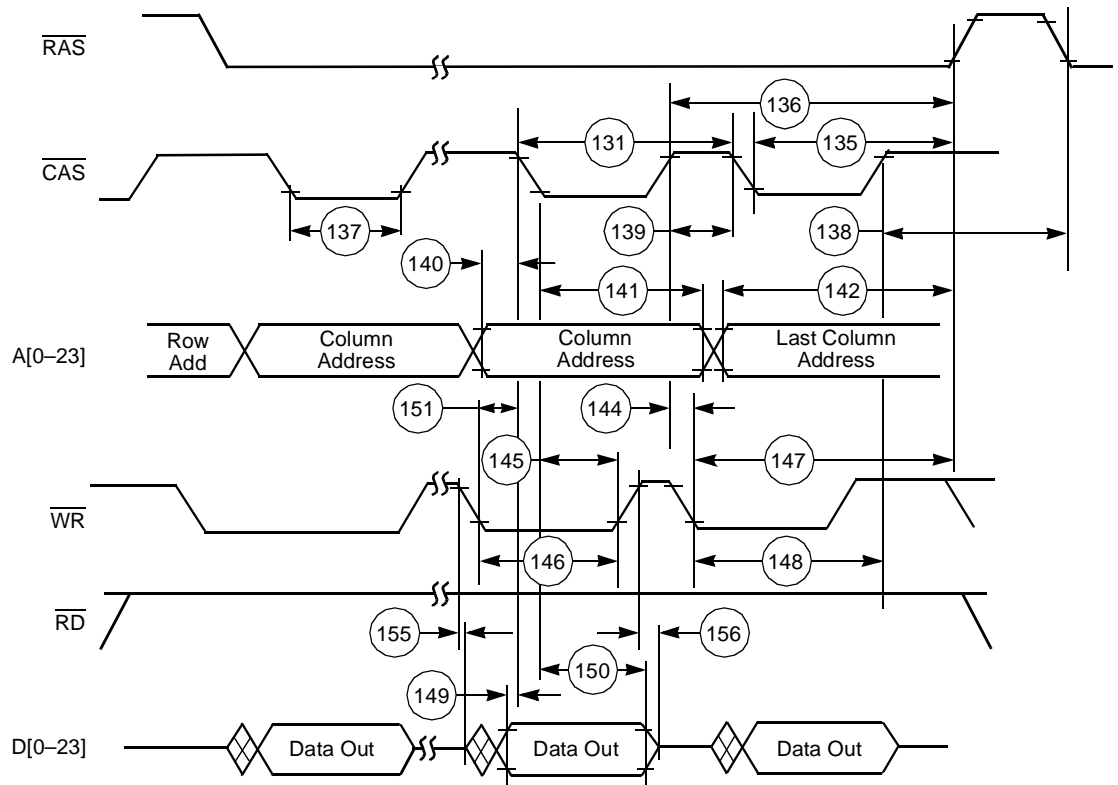 RAS
136
131
135
CAS
137
139
138
140
141
142
A[0–23]
Row
Add
Column
Address
Column
Address
Last Column
Address
151
144
145
147
WR
146
148
RD
155
156
150
149
D[0–23]
Data Out
Data Out
Data Out